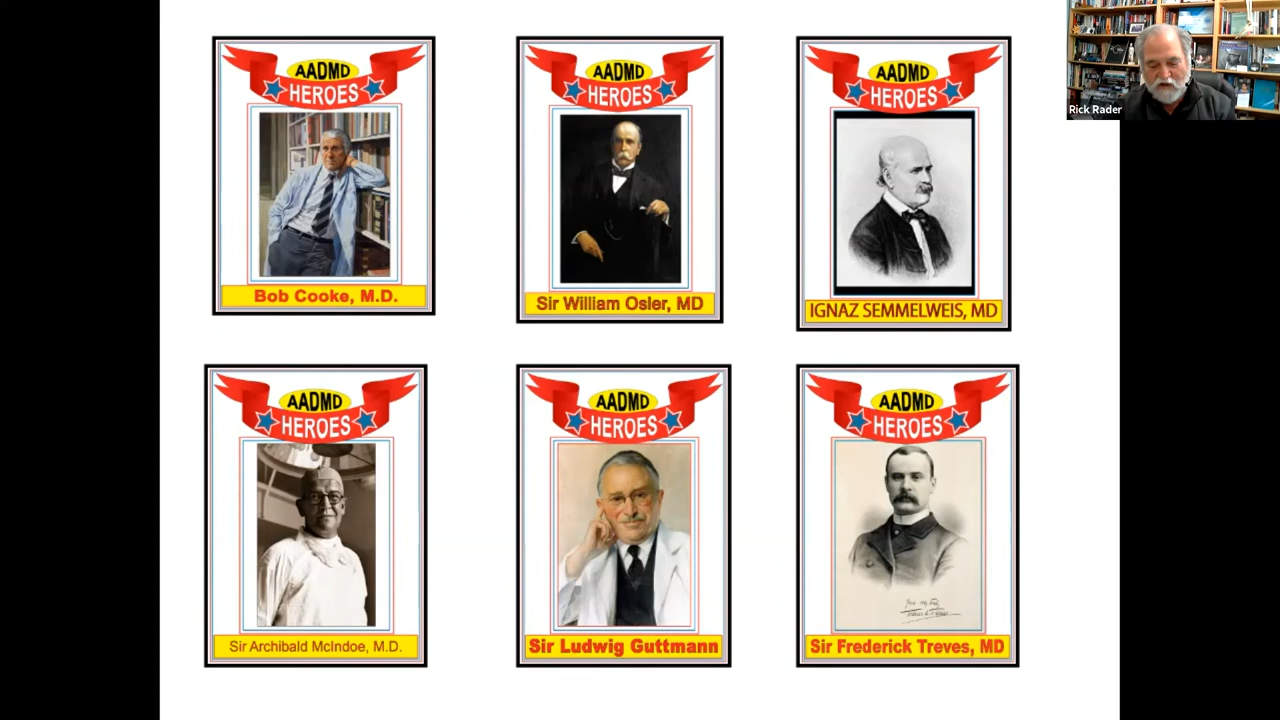 AADMD
HEROES
Bob Cooke, M.D.
AADMD
HEROES
Sir William Osler, MD
AADMD
HEROES
IGNAZ SEMMELWEIS, MD
Rick Rader
AADMD
HEROES
Sir Archibald McIndoe, M.D.
AADMD
HEROES
Sir Ludwig Guttmann
AADMD
HEROES
Sir Frederick Treves, MD